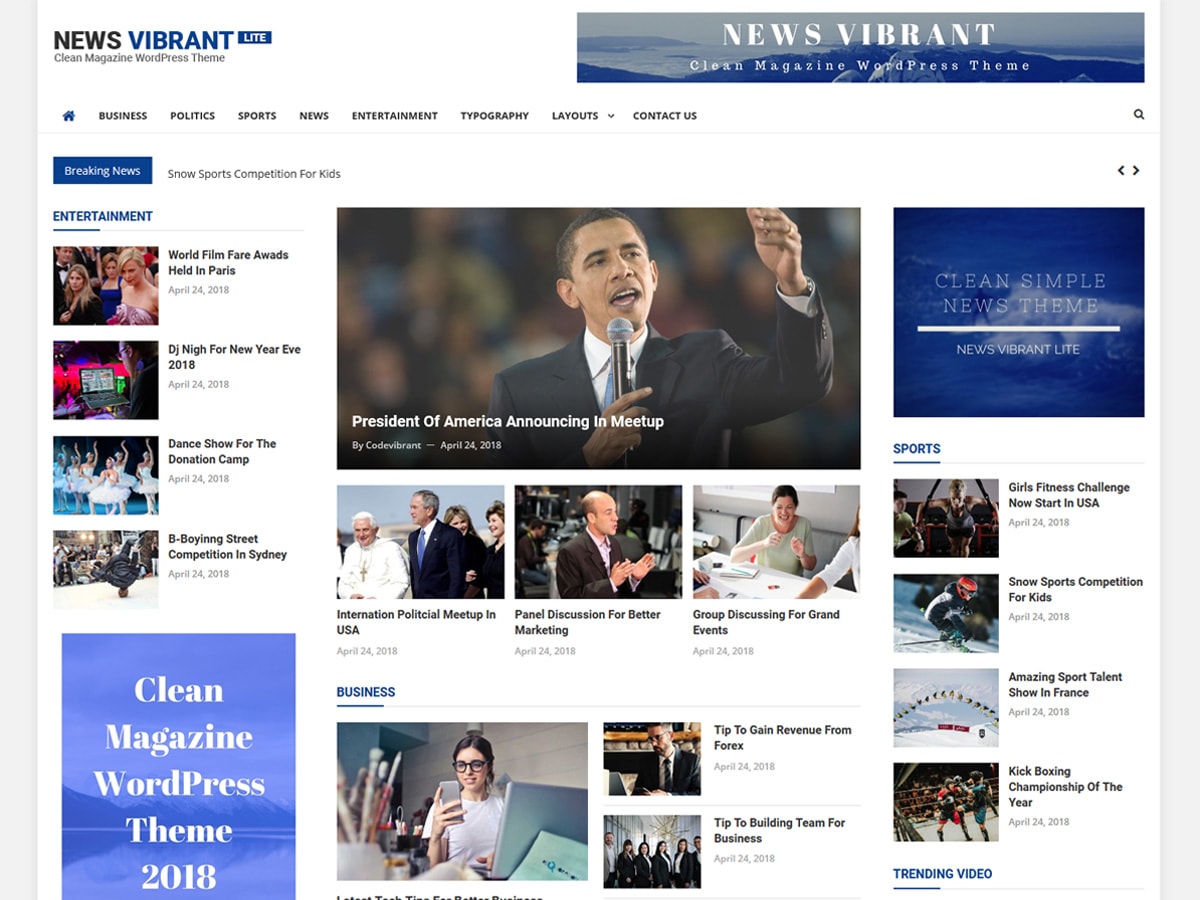 NEWS VIBRANT LITE
Clean Magazine WordPress Theme
NEWS VIBRANT
Clean Magazine WordPress Theme
BUSINESS
POLITICS
SPORTS
NEWS
ENTERTAINMENT
TYPOGRAPHY
LAYOUTS
CONTACT US
Breaking News
Snow Sports Competition For Kids
ENTERTAINMENT
World Film Fare Awads
Held In Paris
April 24, 2018
Dj Nigh For New Year Eve
2018
April 24, 2018
Dance Show For The
Donation Camp
April 24, 2018
B-Boyinng Street
Competition In Sydney
April 24, 2018
Clean
Magazine
WordPress
Theme
2018
President Of America Announcing In Meetup
By Codevibrant — April 24, 2018
Internation Politcial Meetup In
USA
April 24, 2018
Panel Discussion For Better
Marketing
April 24, 2018
Group Discussing For Grand
Events
April 24, 2018
BUSINESS
Latest Tech Tips For Better Business
Tip To Gain Revenue From
Forex
April 24, 2018
Tip To Building Team For
Business
April 24, 2018
CLEAN SIMPLE
NEWS THEME
NEWS VIBRANT LITE
SPORTS
Girls Fitness Challenge
Now Start In USA
April 24, 2018
Snow Sports Competition
For Kids
April 24, 2018
Amazing Sport Talent
Show In France
April 24, 2018
Kick Boxing
Championship Of The
Year
April 24, 2018
TRENDING VIDEO